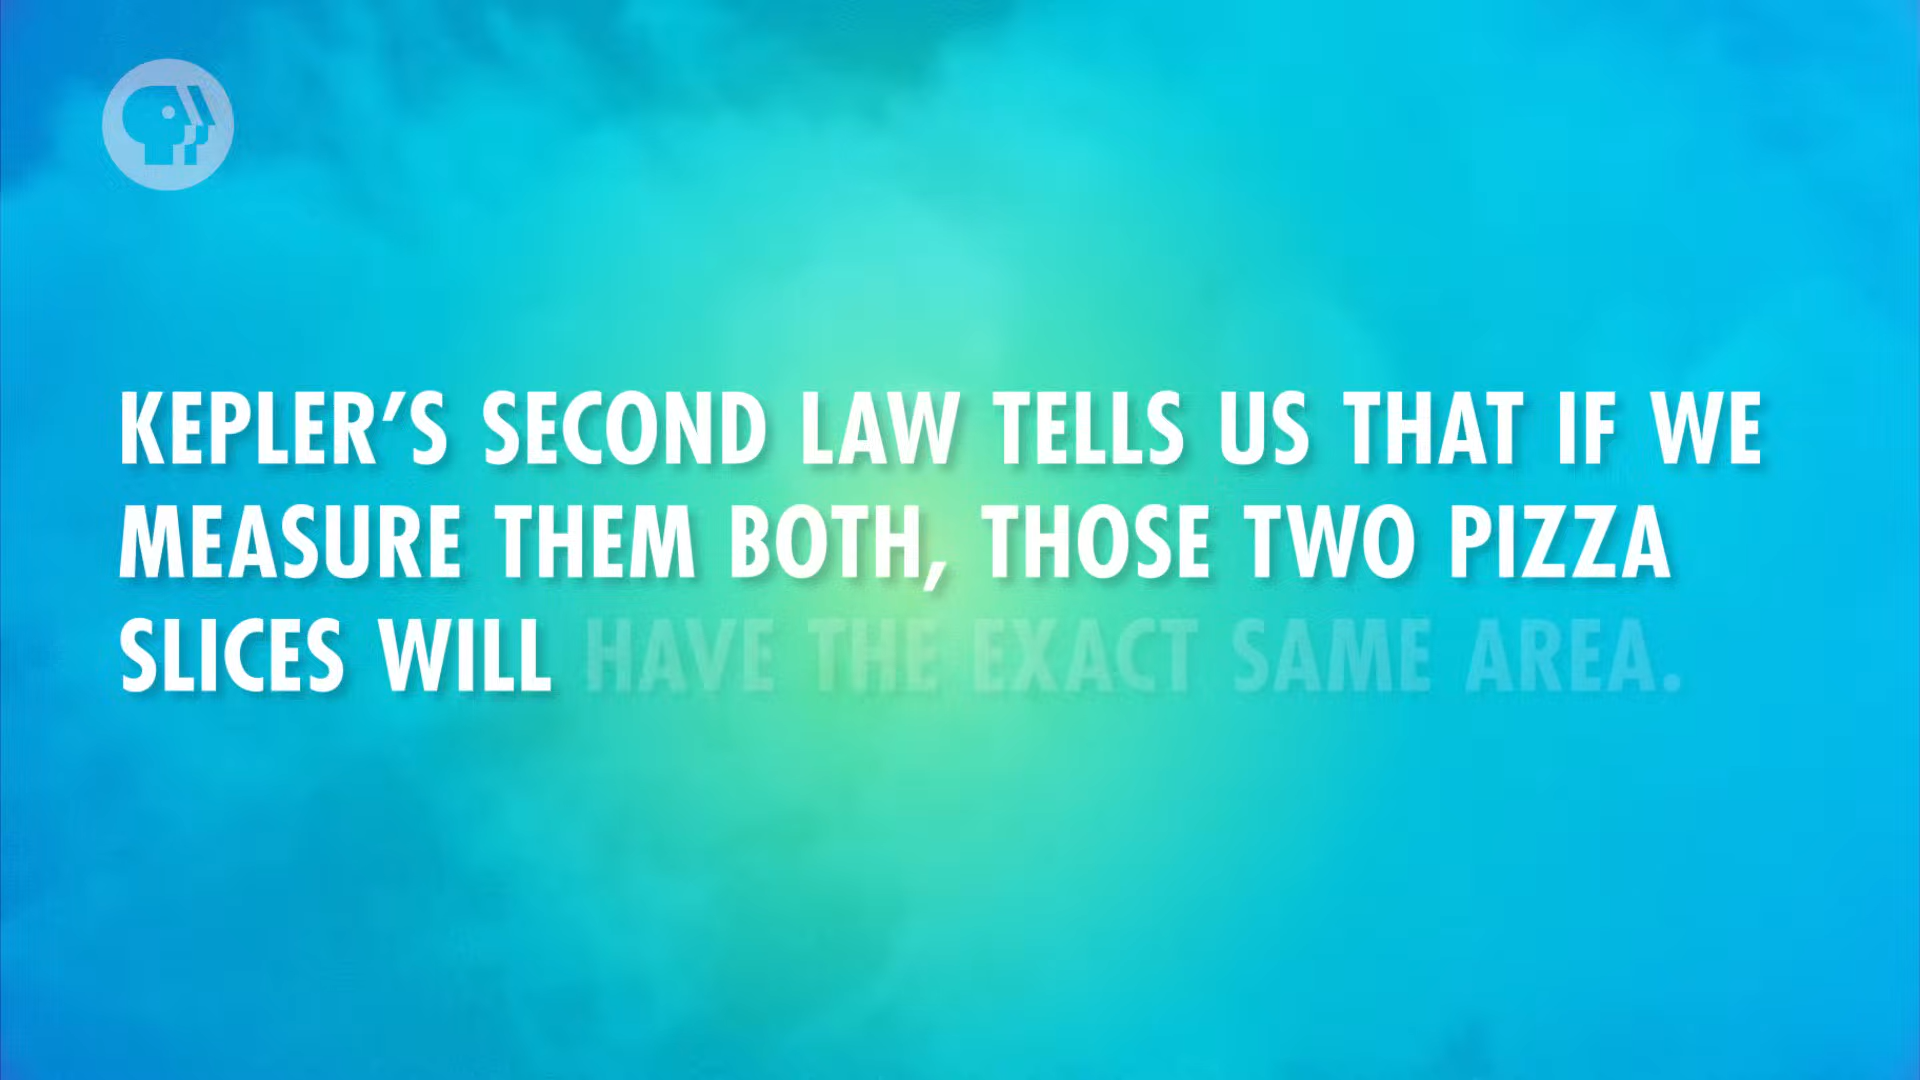 KEPLER’S SECOND LAW TELLS US THAT IF WE
MEASURE THEM BOTH, THOSE TWO PIZZA
SLICES WILL HAVE THE EXACT SAME AREA.